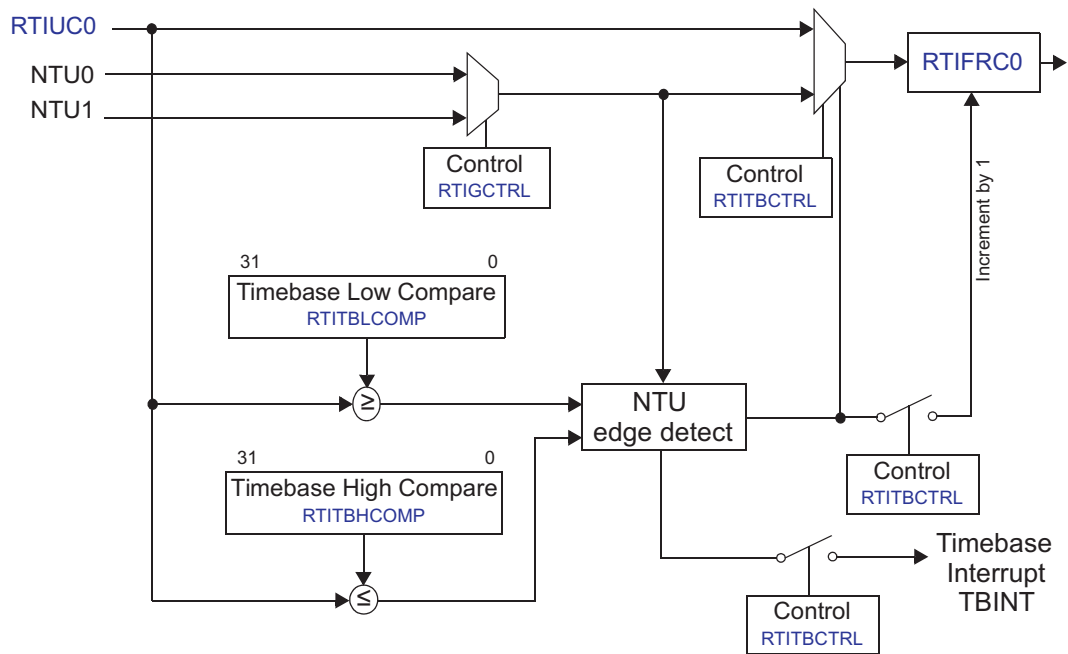 RTIUC0
NTU0
NTU1
RTIFRC0
Control
RTIGCTRL
Control
RTITBCTRL
Increment by 1
31 0
Timebase Low Compare
RTITBLCOMP
≥
NTU
edge detect
31 0
Timebase High Compare
RTITBHCOMP
≤
Control
RTITBCTRL
Timebase
Interrupt
TBINT
Control
RTITBCTRL